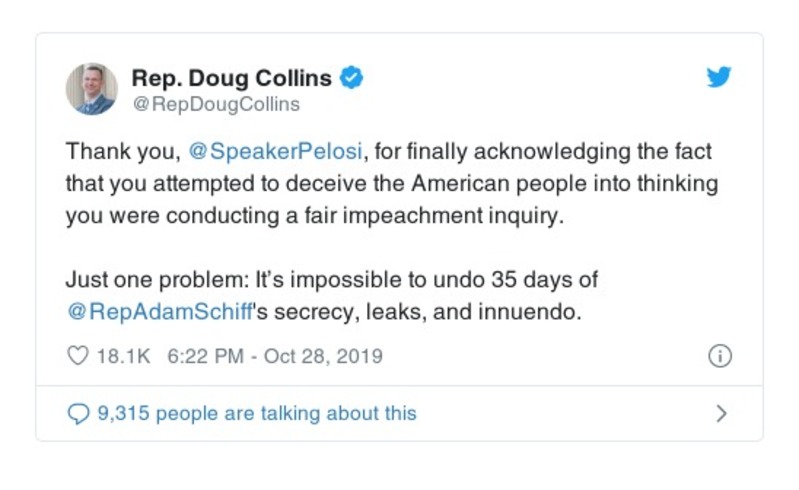 Rep. Doug Collins
@RepDougCollins
Thank you, @SpeakerPelosi, for finally acknowledging the fact
that you attempted to deceive the American people into thinking
you were conducting a fair impeachment inquiry.
Just one problem: It’s impossible to undo 35 days of
@RepAdamSchiff's secrecy, leaks, and innuendo.
18.1K 6:22 PM - Oct 28, 2019
9,315 people are talking about this